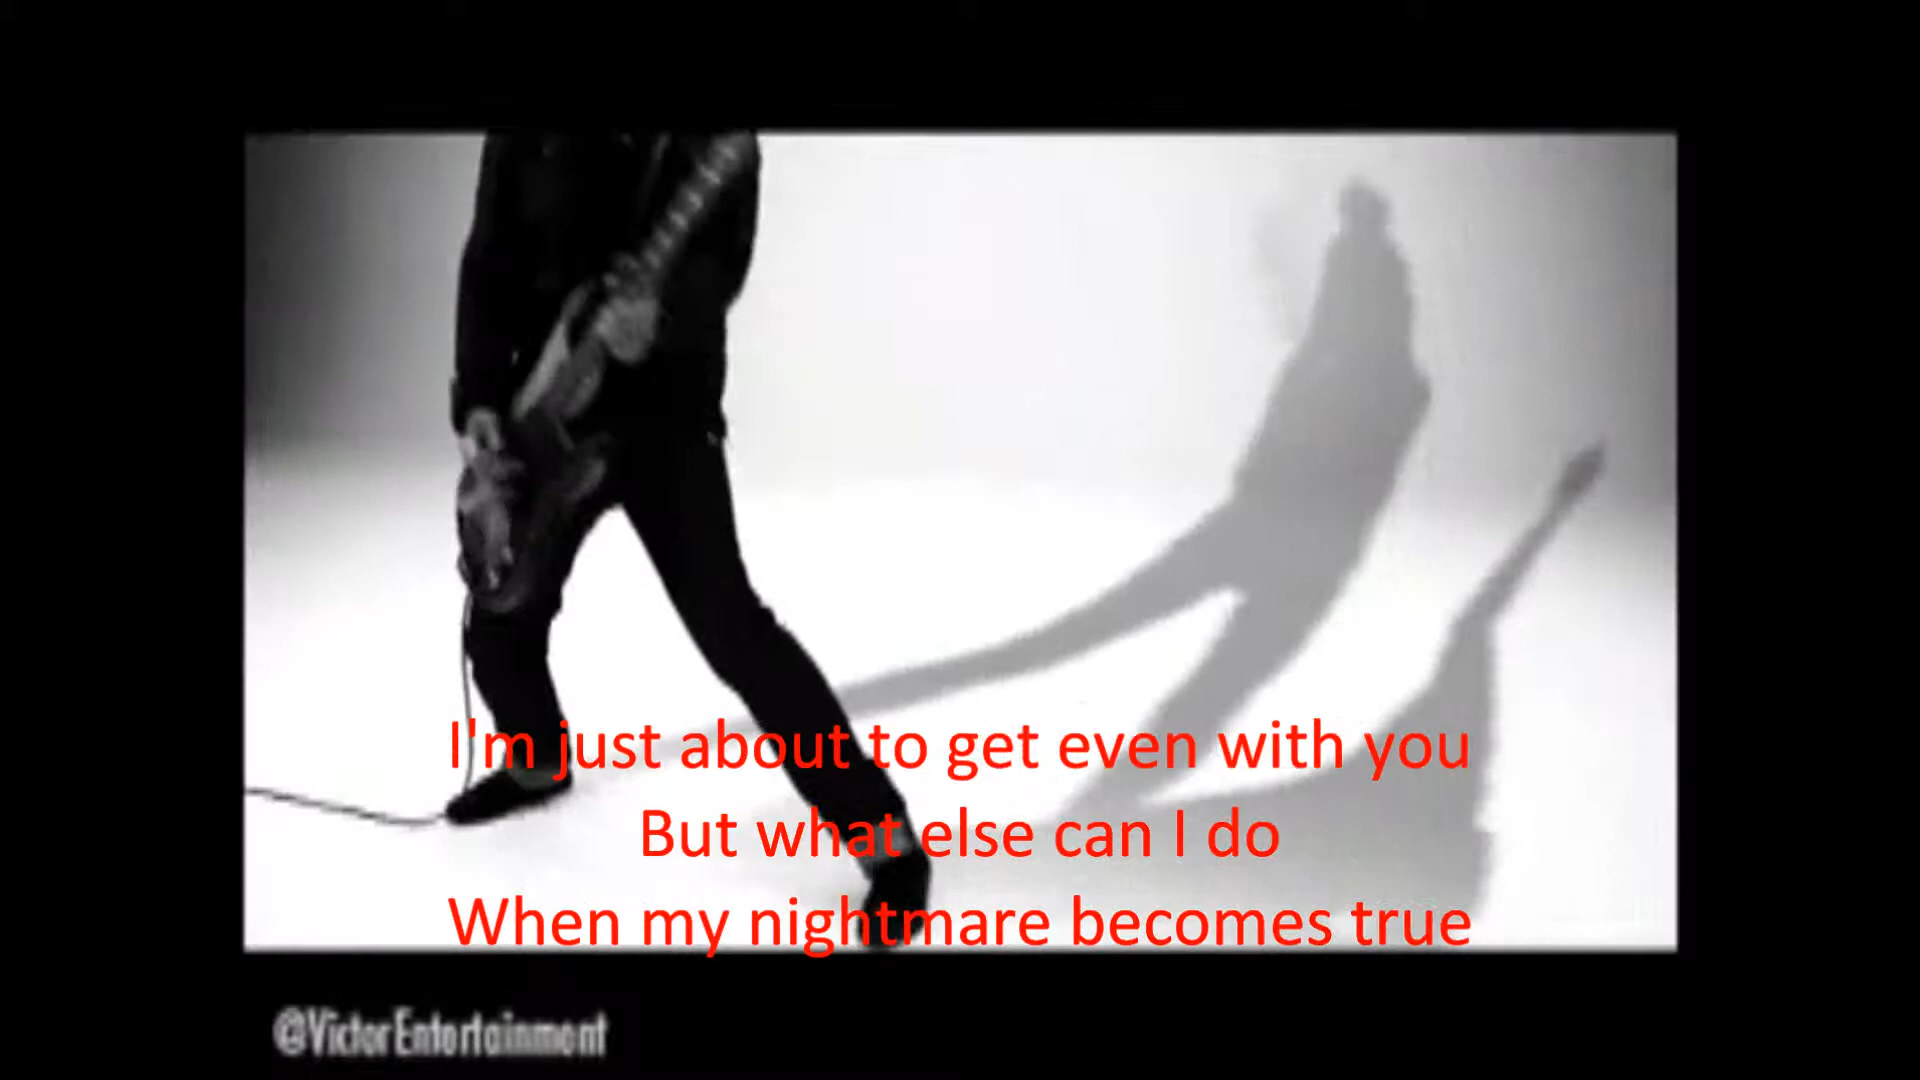 I'm just about to get even with you
But what else can I do
When my nightmare becomes true
@VictorEntertainment